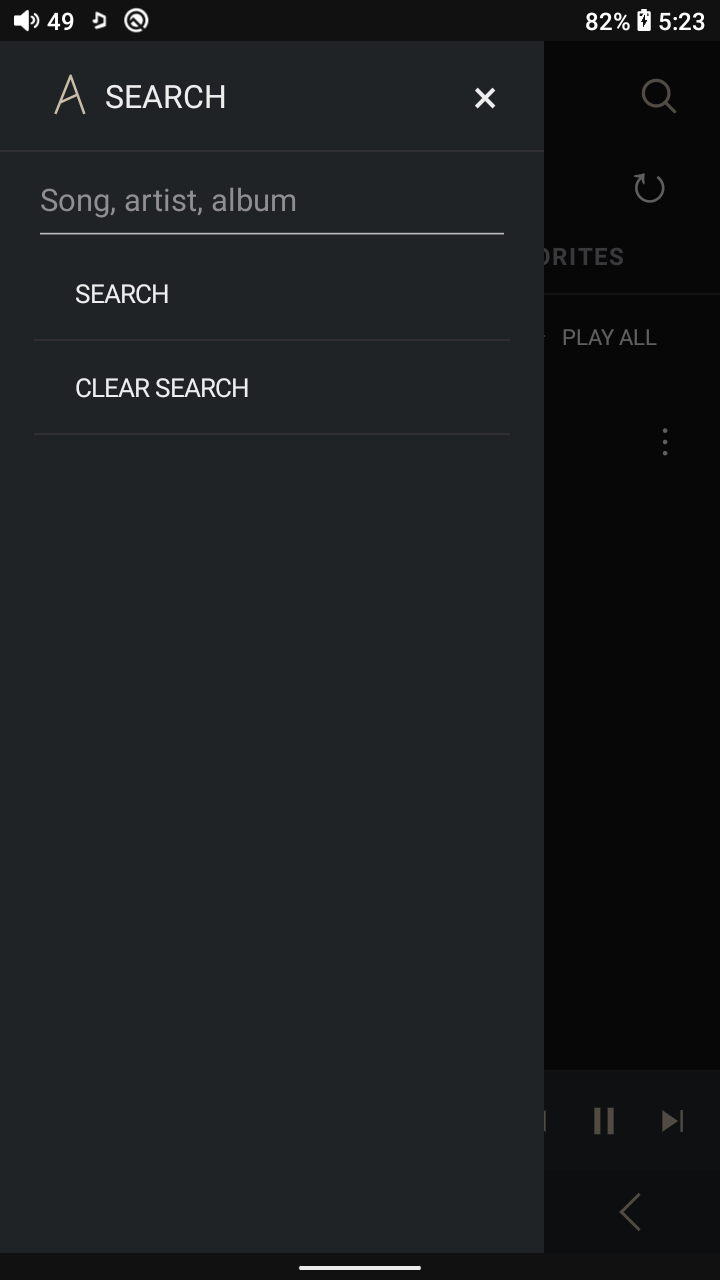 49
82% 5:23
A SEARCH
Song, artist, album
SEARCH
CLEAR SEARCH
ORITES
PLAY ALL